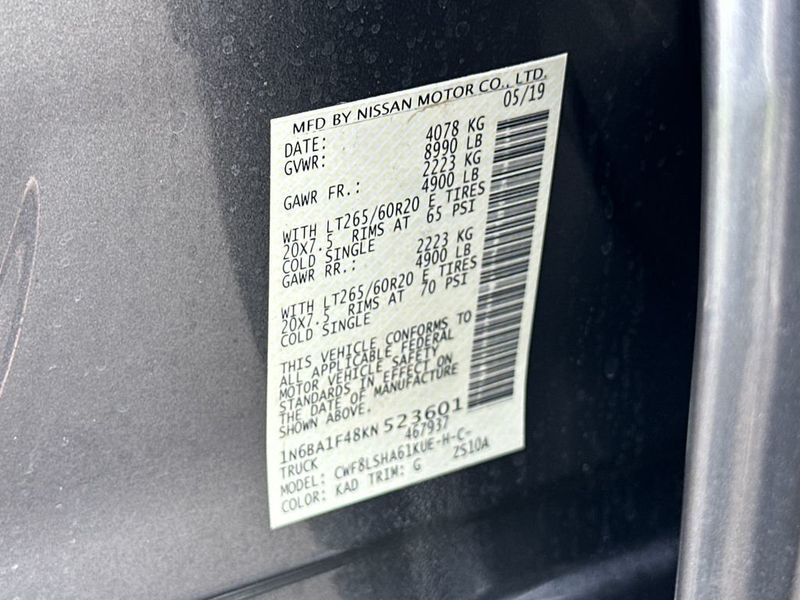 MFD BY NISSAN MOTOR CO., LTD.
DATE: 05/19
GVWR: 4078 KG
8990 LB
GAWR FR.: 2223 KG
4900 LB
WITH LT265/60R20 E TIRES
20X7.5 RIMS AT 65 PSI
COLD SINGLE
GAWR RR.: 2223 KG
4900 LB
WITH LT265/60R20 E TIRES
20X7.5 RIMS AT 70 PSI
COLD SINGLE
THIS VEHICLE CONFORMS TO
ALL APPLICABLE FEDERAL
MOTOR VEHICLE SAFETY
STANDARDS IN EFFECT ON
THE DATE OF MANUFACTURE
SHOWN ABOVE.
1N6BA1F48KN523601
TRUCK 467937
MODEL: CWF8LSHA61KUE-H-C-
COLOR: KAD TRIM: G ZS10A